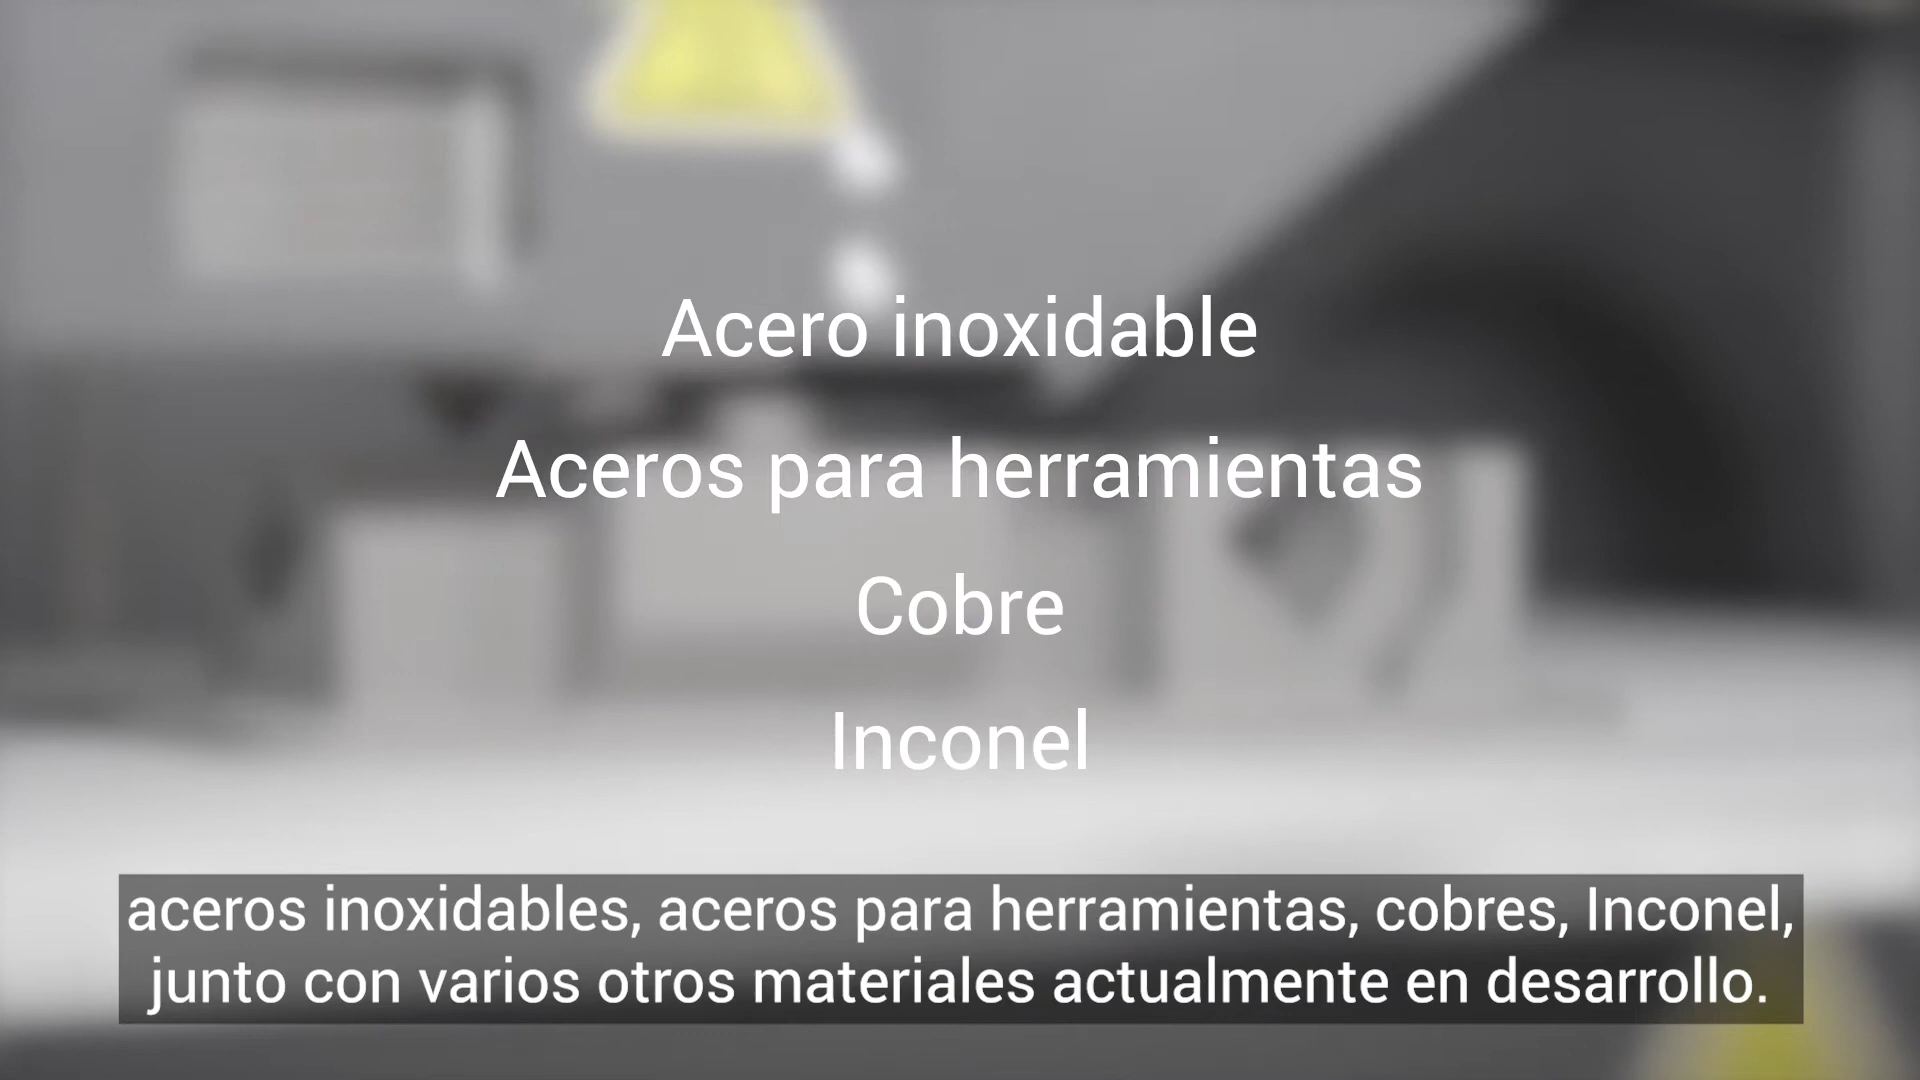 Acero inoxidable
Aceros para herramientas
Cobre
Inconel
aceros inoxidables, aceros para herramientas, cobres, Inconel,
junto con varios otros materiales actualmente en desarrollo.